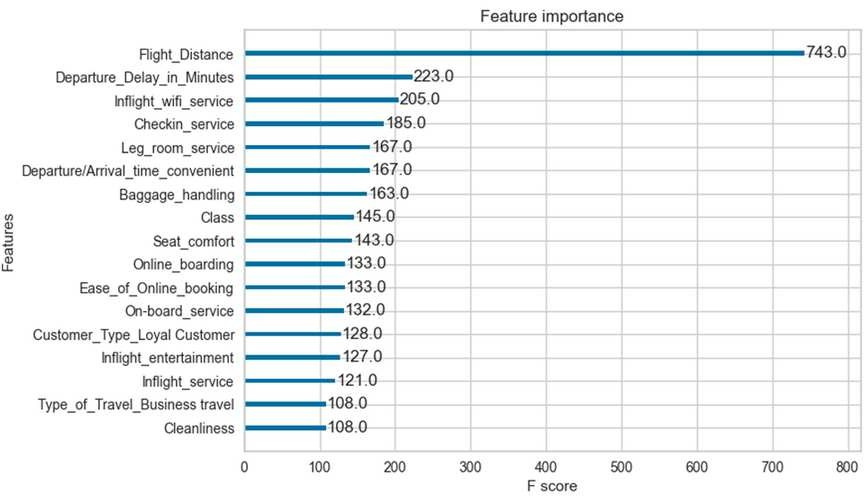 Feature importance
Flight_Distance 743.0
Departure_Delay_in_Minutes 223.0
Inflight_wifi_service 205.0
Checkin_service 185.0
Leg_room_service 167.0
Departure/Arrival_time_convenient 167.0
Baggage_handling 163.0
Class 145.0
Seat_comfort 143.0
Online_boarding 133.0
Ease_of_Online_booking 133.0
On-board_service 132.0
Customer_Type_Loyal Customer 128.0
Inflight_entertainment 127.0
Inflight_service 121.0
Type_of_Travel_Business travel 108.0
Cleanliness 108.0
Features
0 100 200 300 400 500 600 700 800
F score